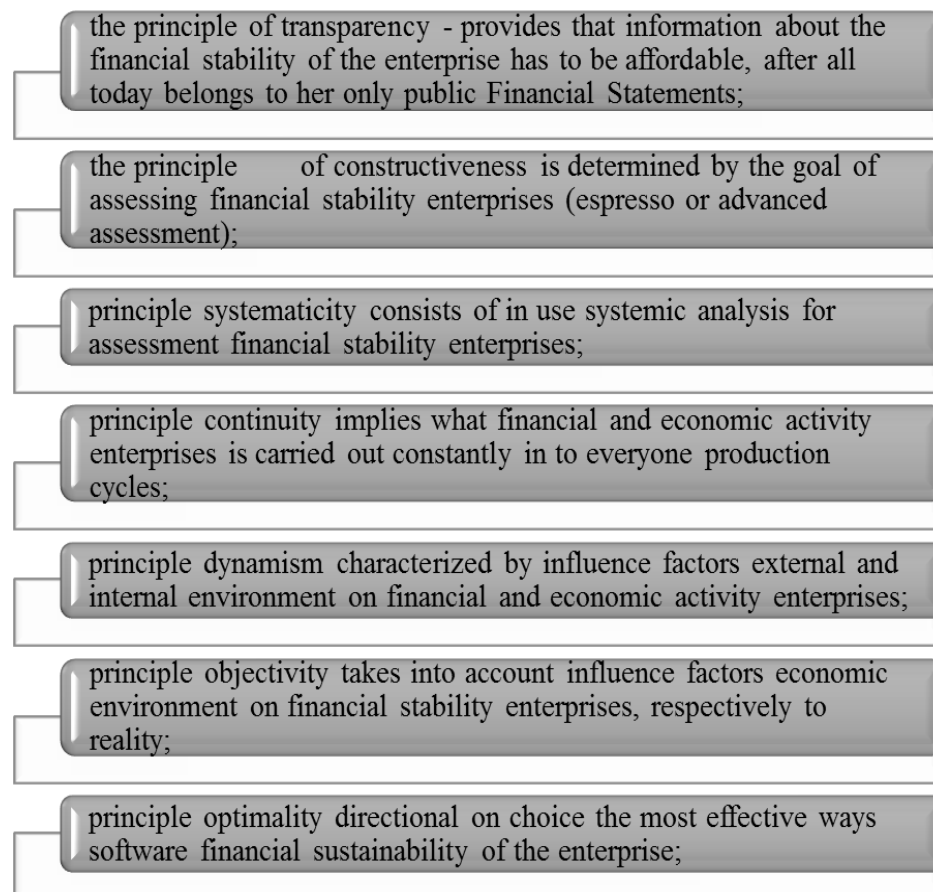 the principle of transparency - provides that information about the
financial stability of the enterprise has to be affordable, after all
today belongs to her only public Financial Statements;
the principle of constructiveness is determined by the goal of
assessing financial stability enterprises (espresso or advanced
assessment);
principle systematicity consists of in use systemic analysis for
assessment financial stability enterprises;
principle continuity implies what financial and economic activity
enterprises is carried out constantly in to everyone production
cycles;
principle dynamism characterized by influence factors external and
internal environment on financial and economic activity enterprises;
principle objectivity takes into account influence factors economic
environment on financial stability enterprises, respectively to
reality;
principle optimality directional on choice the most effective ways
software financial sustainability of the enterprise;